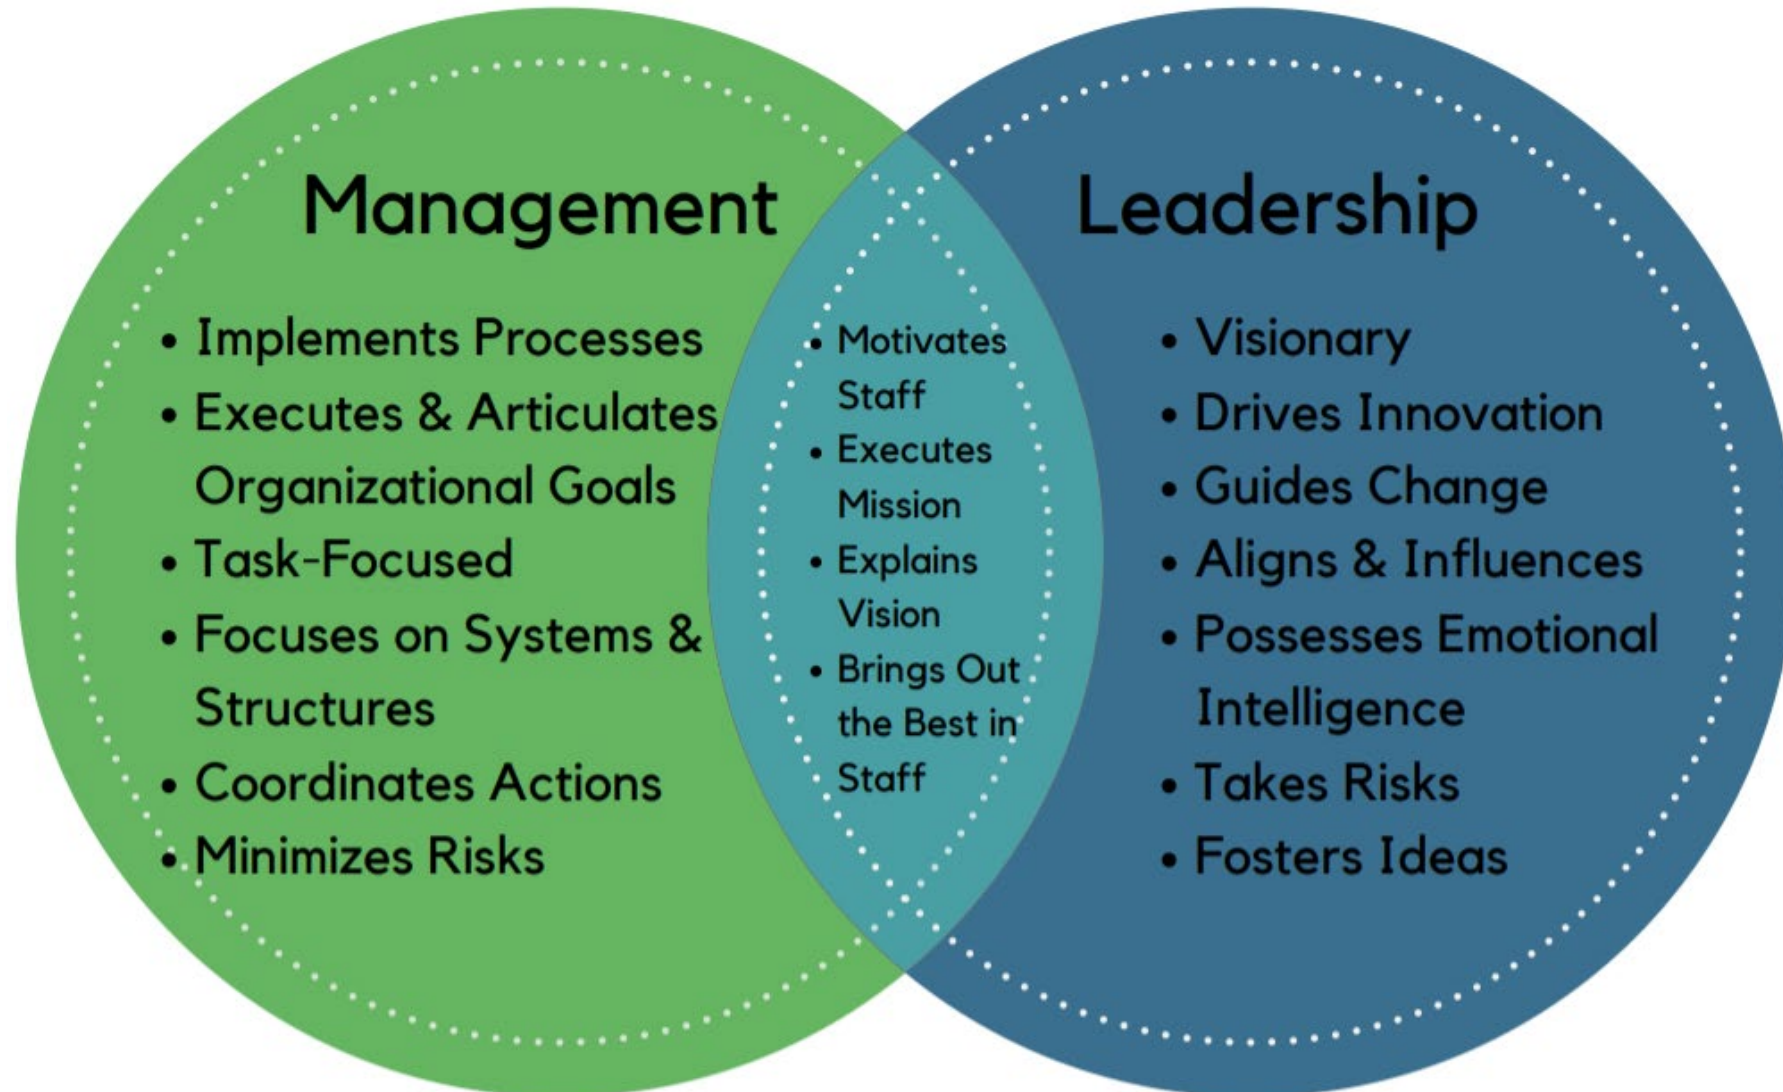 Management
• Implements Processes
• Executes & Articulates
Organizational Goals
• Task-Focused
• Focuses on Systems &
Structures
• Coordinates Actions
• Minimizes Risks
• Motivates
Staff
• Executes
Mission
• Explains
Vision
• Brings Out
the Best in
Staff
Leadership
• Visionary
• Drives Innovation
• Guides Change
• Aligns & Influences
• Possesses Emotional
Intelligence
• Takes Risks
• Fosters Ideas